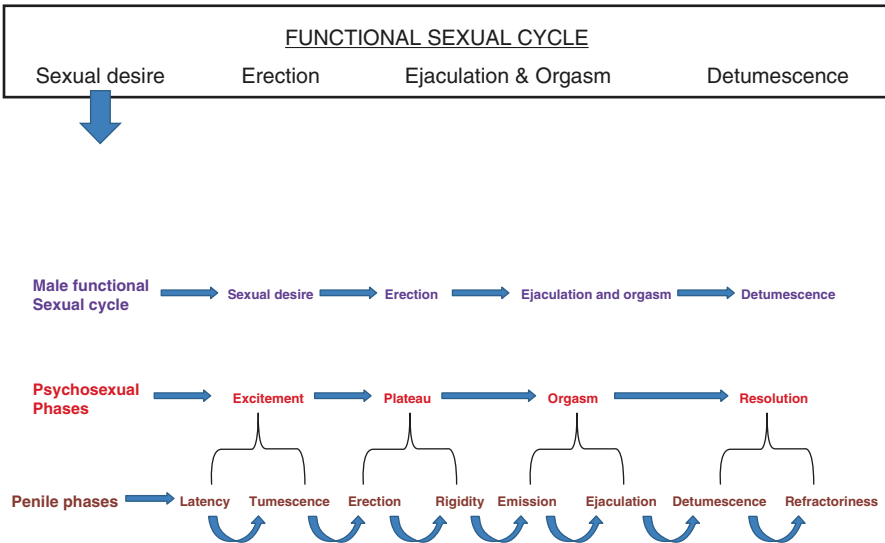 FUNCTIONAL SEXUAL CYCLE
Sexual desire Erection Ejaculation & Orgasm Detumescence
Male functional
Sexual cycle
Sexual desire Erection Ejaculation and orgasm Detumescence
Psychosexual
Phases
Excitement Plateau Orgasm Resolution
Penile phases Latency Tumescence Erection Rigidity Emission Ejaculation Detumescence Refractoriness